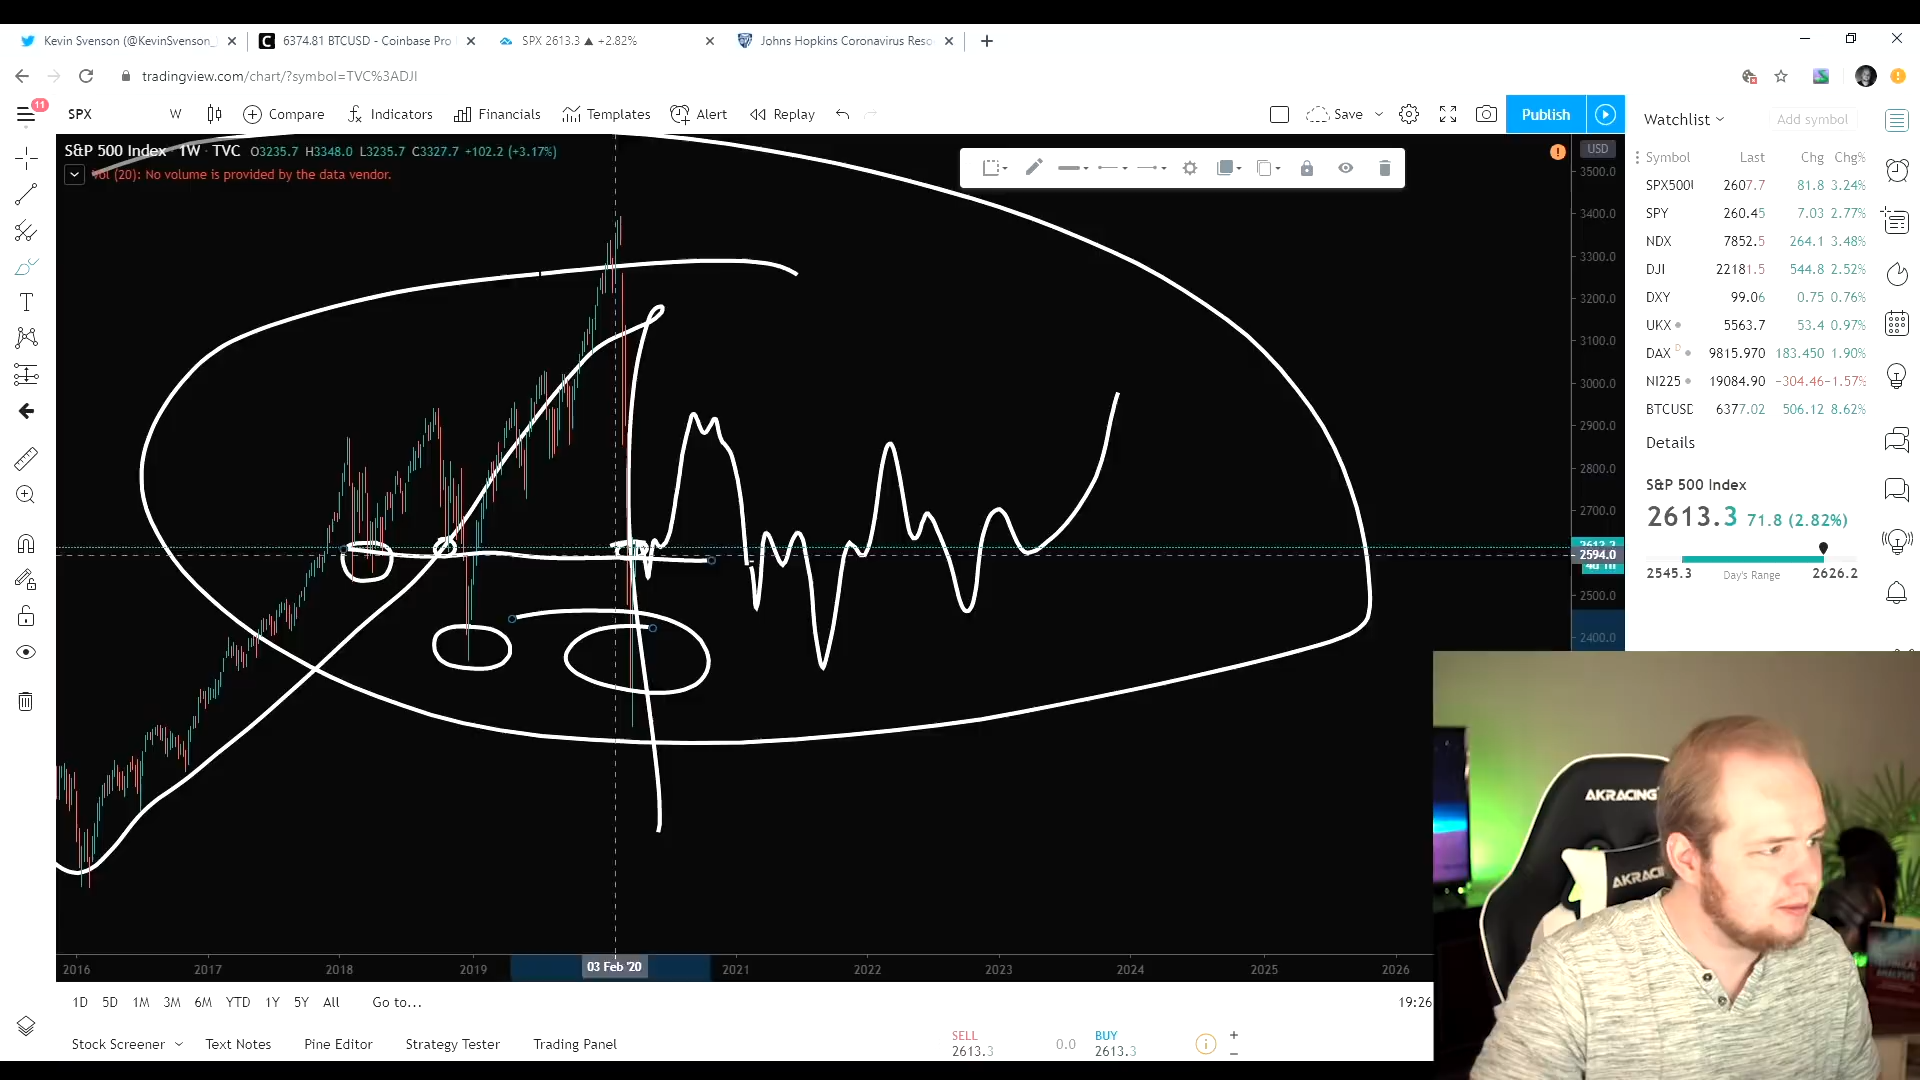 Kevin Svenson (@KevinSvenson_
6374.81 BTCUSD - Coinbase Pro
SPX 2613.3 ▲ +2.82%
Johns Hopkins Coronavirus Reso
tradingview.com/chart/?symbol=TVC%3ADJI
11
SPX W Compare Indicators Financials Templates Alert Replay Save Publish
Watchlist Add symbol
S&P 500 Index · 1W · TVC O3235.7 H3348.0 L3235.7 C3327.7 +102.2 (+3.17%)
Vol (20): No volume is provided by the data vendor.
USD
3500.0
3400.0
3300.0
3200.0
3100.0
3000.0
2900.0
2800.0
2700.0
2594.0
2500.0
2400.0
Symbol Last Chg Chg%
SPX500U 2607.7 81.8 3.24%
SPY 260.45 7.03 2.77%
NDX 7852.5 264.1 3.48%
DJI 22181.5 544.8 2.52%
DXY 99.06 0.75 0.76%
UKX 5563.7 53.4 0.97%
DAX D 9815.970 183.450 1.90%
NI225 19084.90 −304.46 −1.57%
BTCUSD 6377.02 506.12 8.62%
Details
S&P 500 Index
2613.3 71.8 (2.82%)
2545.3 Day's Range 2626.2
2016 2017 2018 2019 03 Feb '20 2021 2022 2023 2024 2025 2026
1D 5D 1M 3M 6M YTD 1Y 5Y All Go to... 19:26
Stock Screener Text Notes Pine Editor Strategy Tester Trading Panel
SELL
2613.3
0.0
BUY
2613.3
AKRACING
AKRACI
TECHNICAL
ANALYSIS